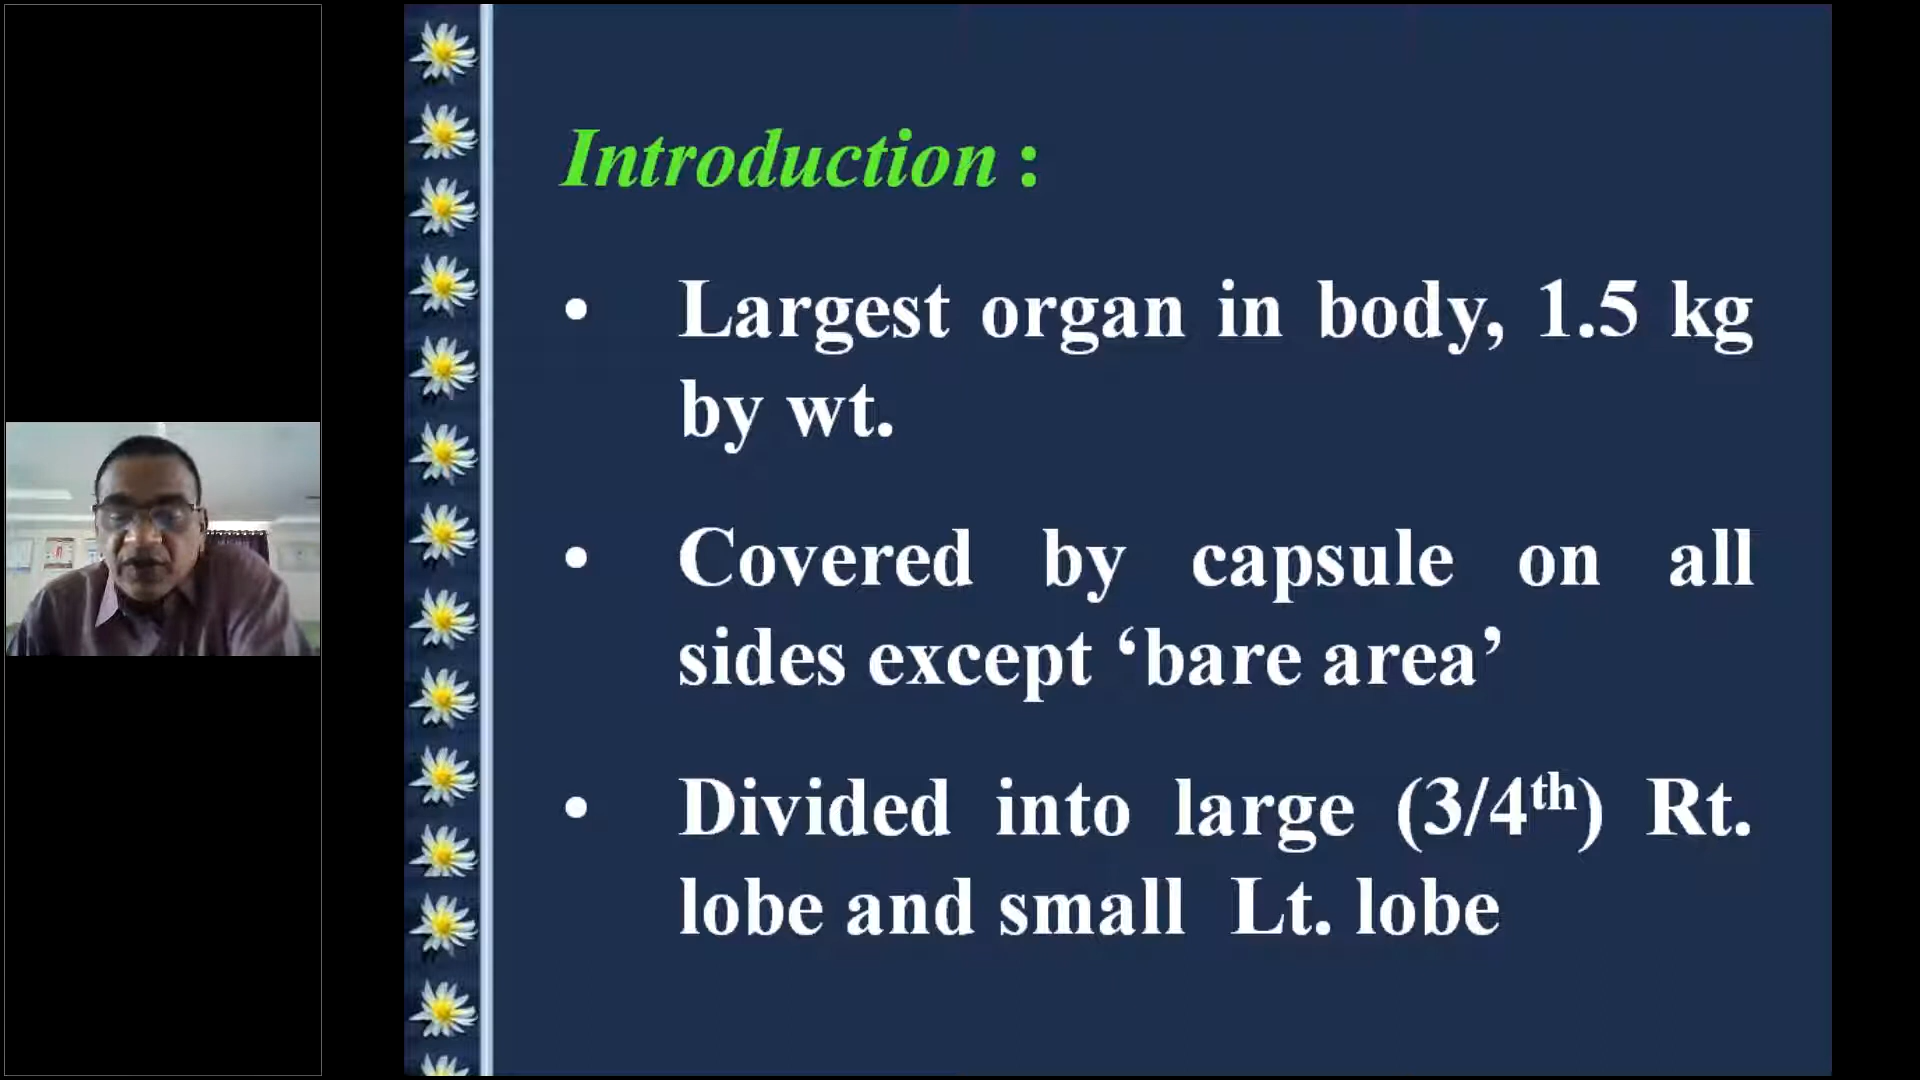 Introduction :
• Largest organ in body, 1.5 kg
by wt.
• Covered by capsule on all
sides except ‘bare area’
• Divided into large (3/4th) Rt.
lobe and small Lt. lobe